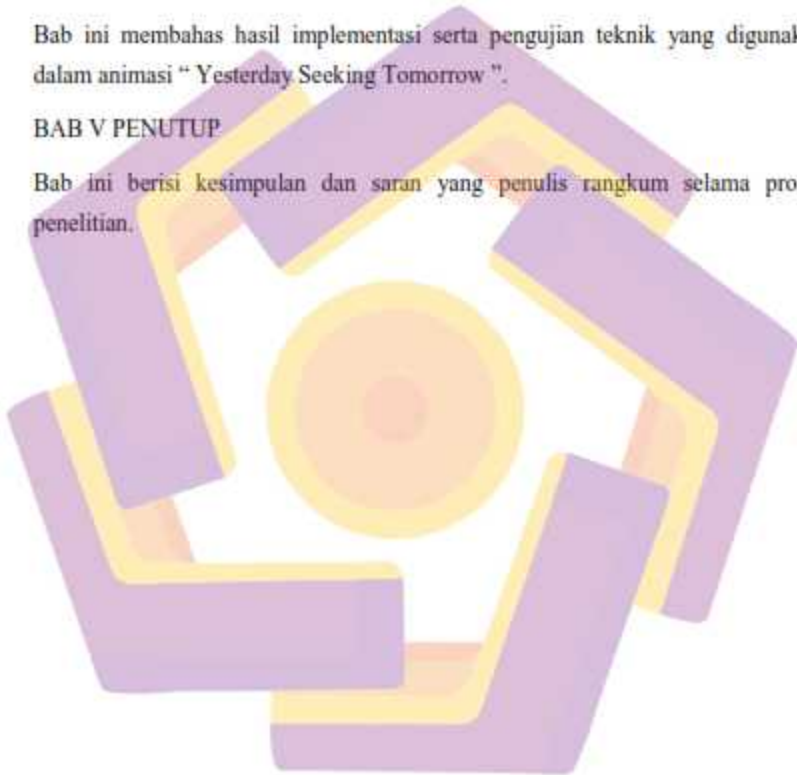 Bab ini membahas hasil implementasi serta pengujian teknik yang digunak
dalam animasi “ Yesterday Seeking Tomorrow ”.
BAB V PENUTUP
Bab ini berisi kesimpulan dan saran yang penulis rangkum selama pro
penelitian.